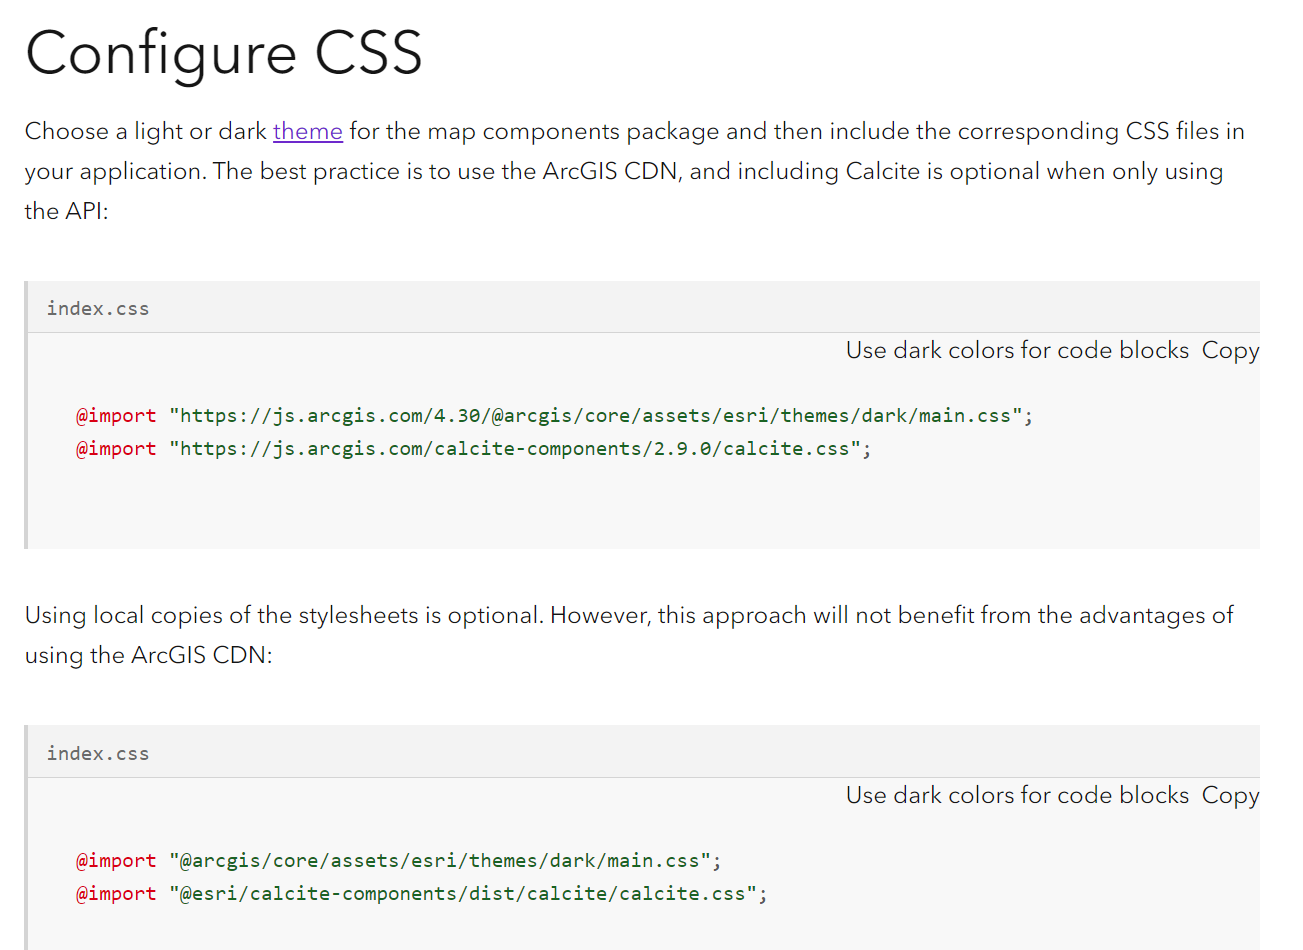 Configure CSS
Choose a light or dark theme for the map components package and then include the corresponding CSS files in
your application. The best practice is to use the ArcGIS CDN, and including Calcite is optional when only using
the API:
index.css
Use dark colors for code blocks Copy
@import "https://js.arcgis.com/4.30/@arcgis/core/assets/esri/themes/dark/main.css";
@import "https://js.arcgis.com/calcite-components/2.9.0/calcite.css";
Using local copies of the stylesheets is optional. However, this approach will not benefit from the advantages of
using the ArcGIS CDN:
index.css
Use dark colors for code blocks Copy
@import "@arcgis/core/assets/esri/themes/dark/main.css";
@import "@esri/calcite-components/dist/calcite/calcite.css";